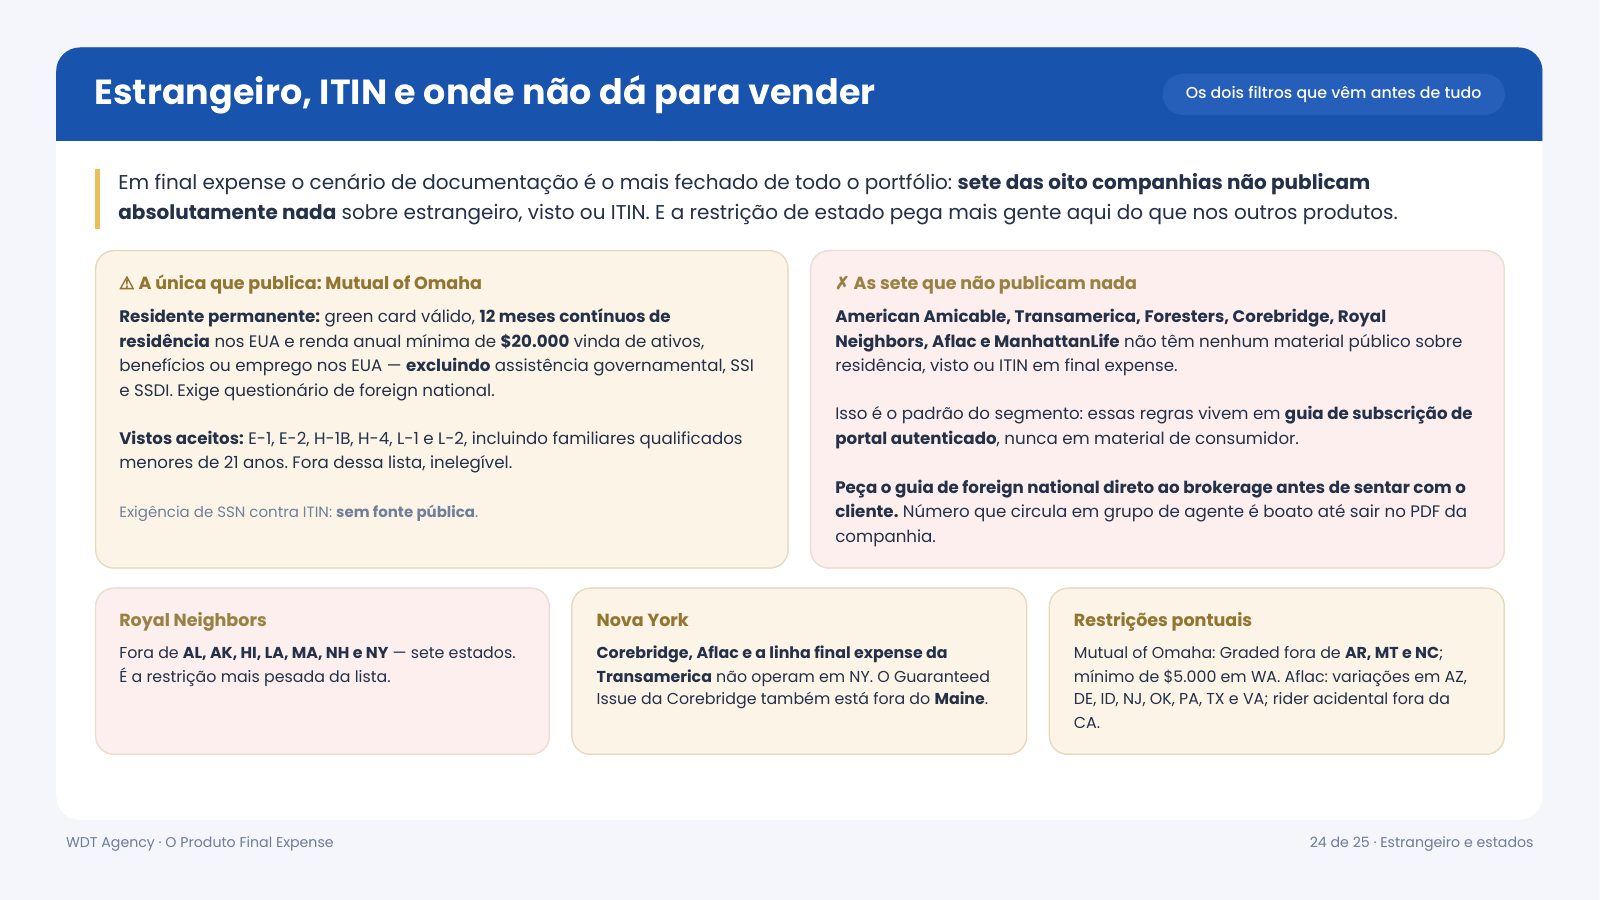 Estrangeiro, ITIN e onde não dá para vender
Os dois filtros que vêm antes de tudo
Em final expense o cenário de documentação é o mais fechado de todo o portfólio: sete das oito companhias não publicam
absolutamente nada sobre estrangeiro, visto ou ITIN. E a restrição de estado pega mais gente aqui do que nos outros produtos.
⚠ A única que publica: Mutual of Omaha
Residente permanente: green card válido, 12 meses contínuos de
residência nos EUA e renda anual mínima de $20.000 vinda de ativos,
benefícios ou emprego nos EUA — excluindo assistência governamental, SSI
e SSDI. Exige questionário de foreign national.
Vistos aceitos: E-1, E-2, H-1B, H-4, L-1 e L-2, incluindo familiares qualificados
menores de 21 anos. Fora dessa lista, inelegível.
Exigência de SSN contra ITIN: sem fonte pública.
✗ As sete que não publicam nada
American Amicable, Transamerica, Foresters, Corebridge, Royal
Neighbors, Aflac e ManhattanLife não têm nenhum material público sobre
residência, visto ou ITIN em final expense.
Isso é o padrão do segmento: essas regras vivem em guia de subscrição de
portal autenticado, nunca em material de consumidor.
Peça o guia de foreign national direto ao brokerage antes de sentar com o
cliente. Número que circula em grupo de agente é boato até sair no PDF da
companhia.
Royal Neighbors
Fora de AL, AK, HI, LA, MA, NH e NY — sete estados.
É a restrição mais pesada da lista.
Nova York
Corebridge, Aflac e a linha final expense da
Transamerica não operam em NY. O Guaranteed
Issue da Corebridge também está fora do Maine.
Restrições pontuais
Mutual of Omaha: Graded fora de AR, MT e NC;
mínimo de $5.000 em WA. Aflac: variações em AZ,
DE, ID, NJ, OK, PA, TX e VA; rider acidental fora da
CA.
WDT Agency · O Produto Final Expense
24 de 25 · Estrangeiro e estados